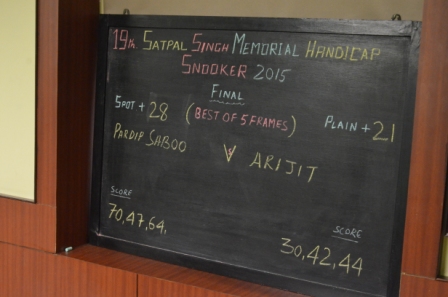 19th SATPAL SINGH MEMORIAL HANDICAP
SNOOKER 2015
FINAL
SPOT + 28 (BEST OF 5 FRAMES) PLAIN + 21
PARDIP SABOO V ARIJIT
SCORE
70,47,64,
SCORE
30,42,44